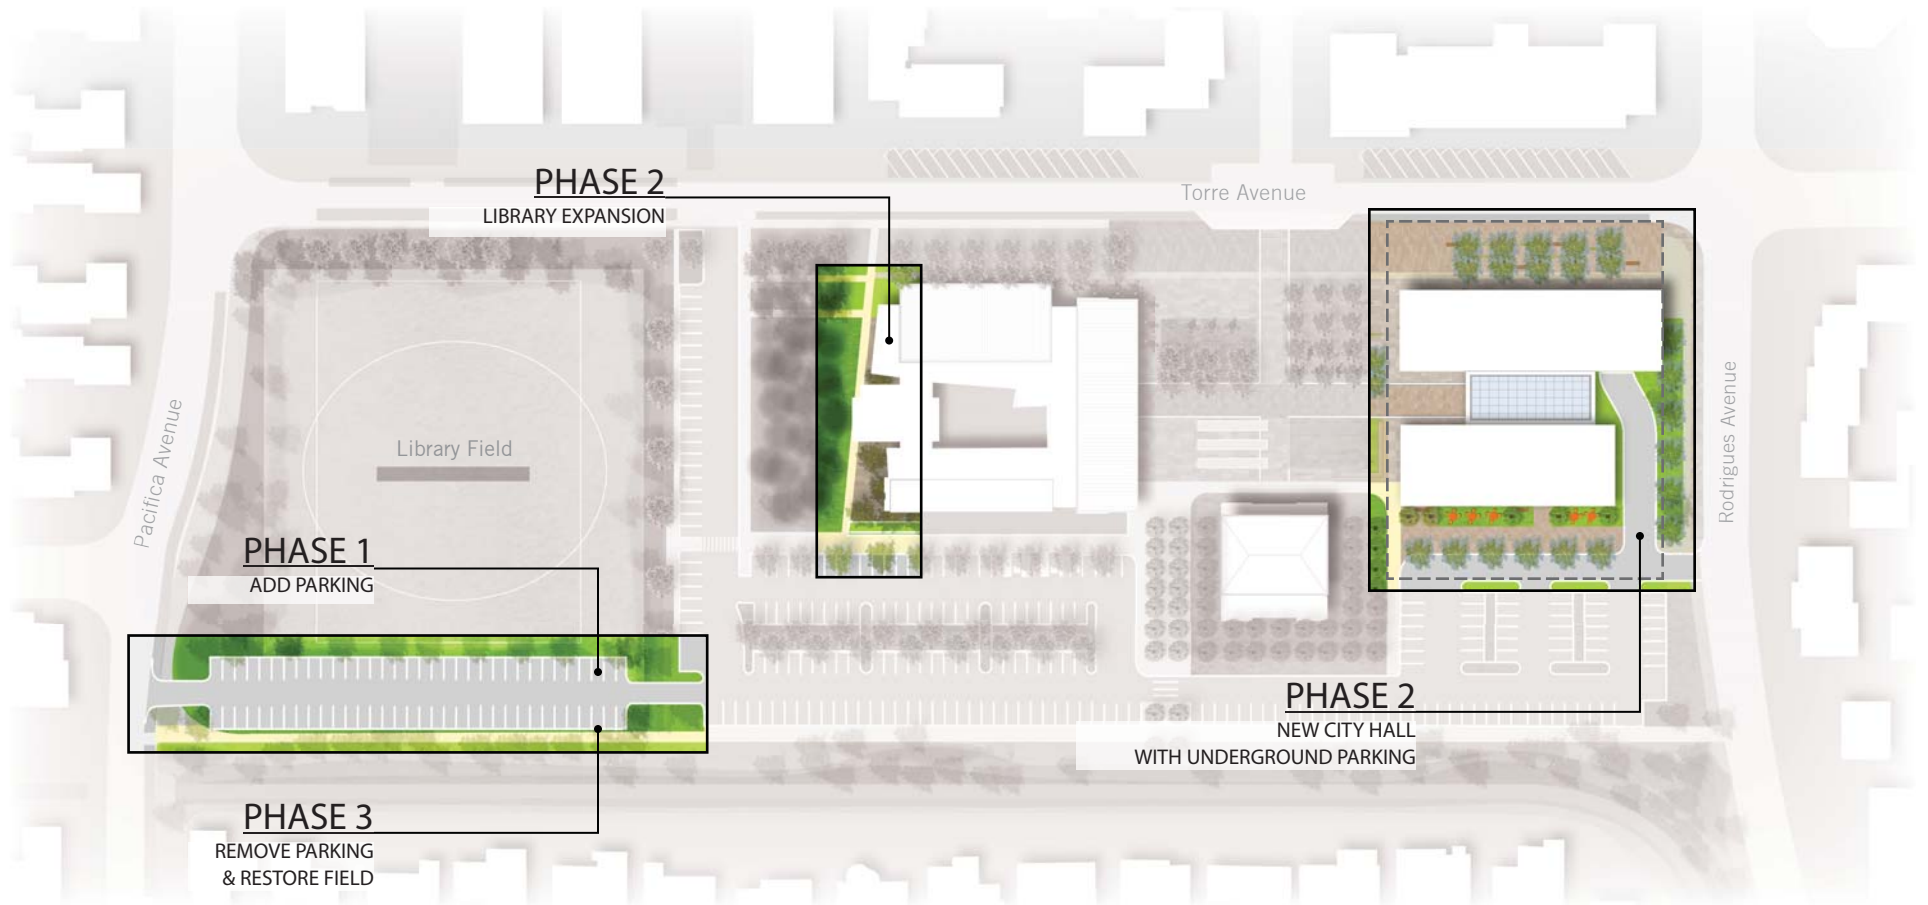 PHASE 2
LIBRARY EXPANSION
Torre Avenue
Library Field
Pacifica Avenue
Rodrigues Avenue
PHASE 1
ADD PARKING
PHASE 2
NEW CITY HALL
WITH UNDERGROUND PARKING
PHASE 3
REMOVE PARKING
& RESTORE FIELD